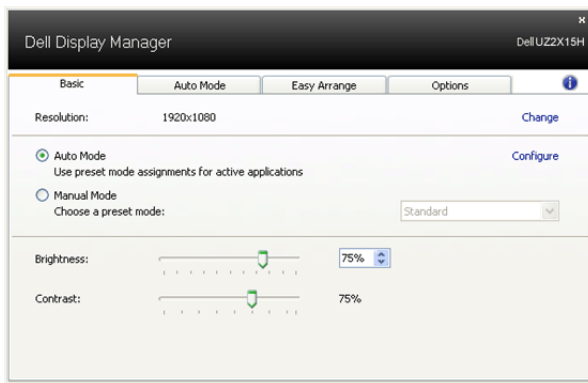 Dell Display Manager
Dell UZ2X15H
Basic
Auto Mode
Easy Arrange
Options
Resolution: 1920x1080 Change
Auto Mode Configure
Use preset mode assignments for active applications
Manual Mode
Choose a preset mode: Standard
Brightness: 75%
Contrast: 75%